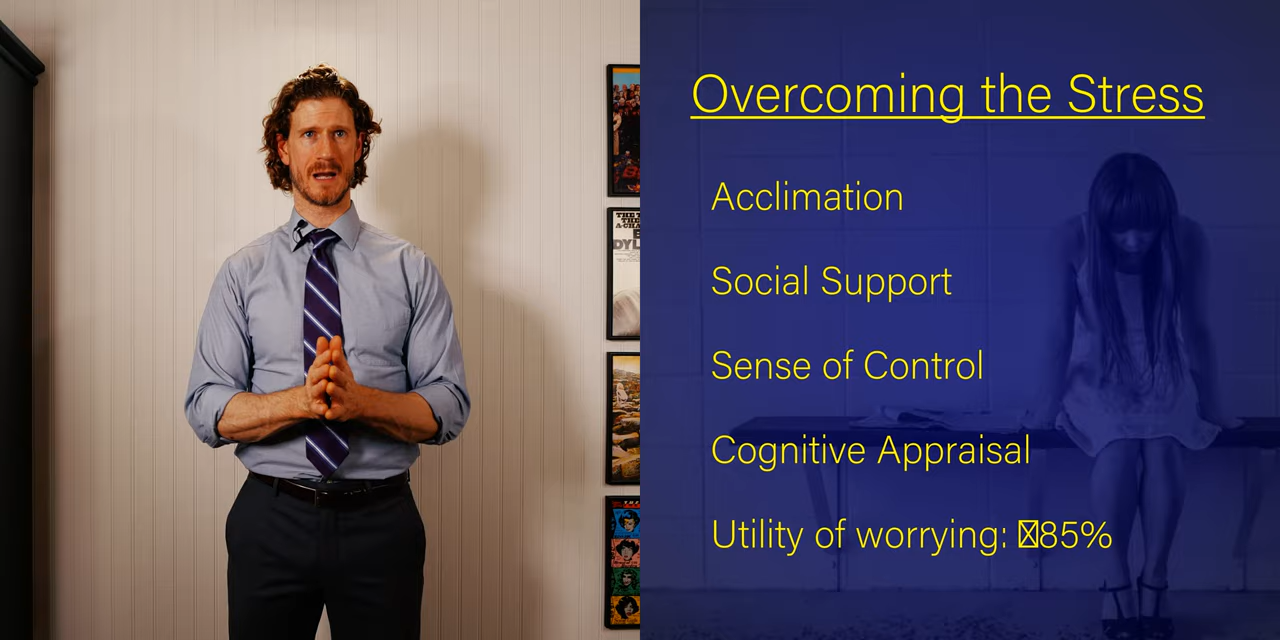 Overcoming the Stress
Acclimation
Social Support
Sense of Control
Cognitive Appraisal
Utility of worrying: 85%